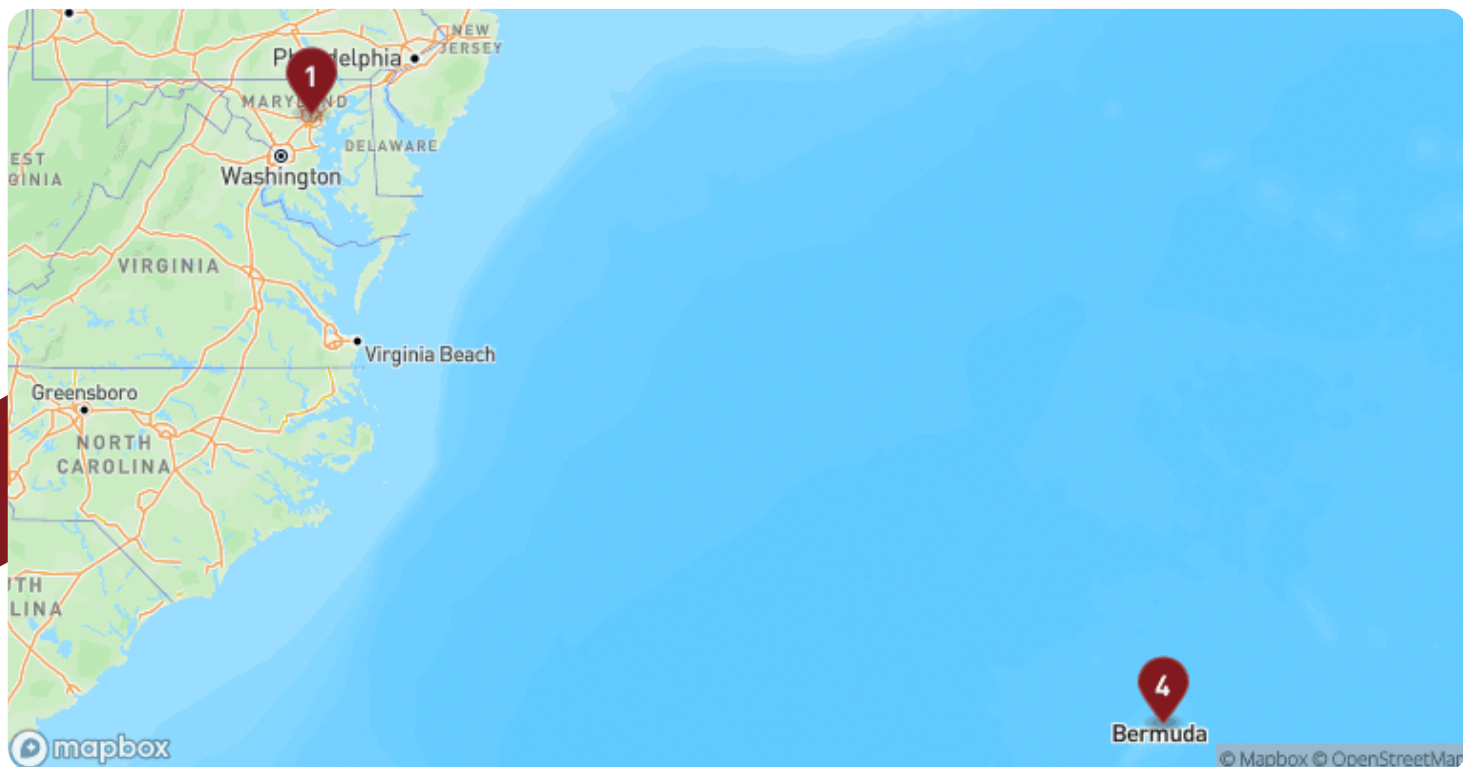 NEW
JERSEY
Philadelphia
1
MARYLAND
DELAWARE
EST
GINIA
Washington
VIRGINIA
Virginia Beach
Greensboro
NORTH
CAROLINA
TH
LINA
4
Bermuda
mapbox
© Mapbox © OpenStreetMap